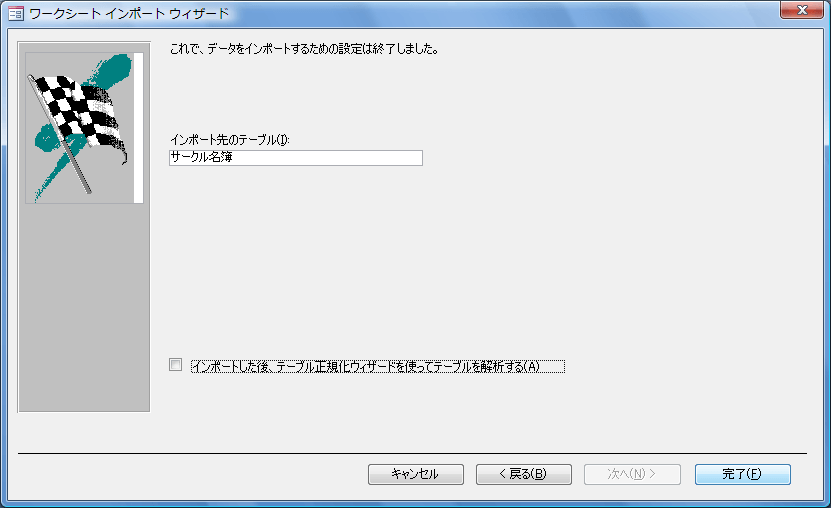 ワークシート インポート ウィザード
これで、データをインポートするための設定は終了しました。
インポート先のテーブル(I):
サークル名簿
インポートした後、テーブル正規化ウィザードを使ってテーブルを解析する(A)
キャンセル
< 戻る(B)
次へ(N) >
完了(F)